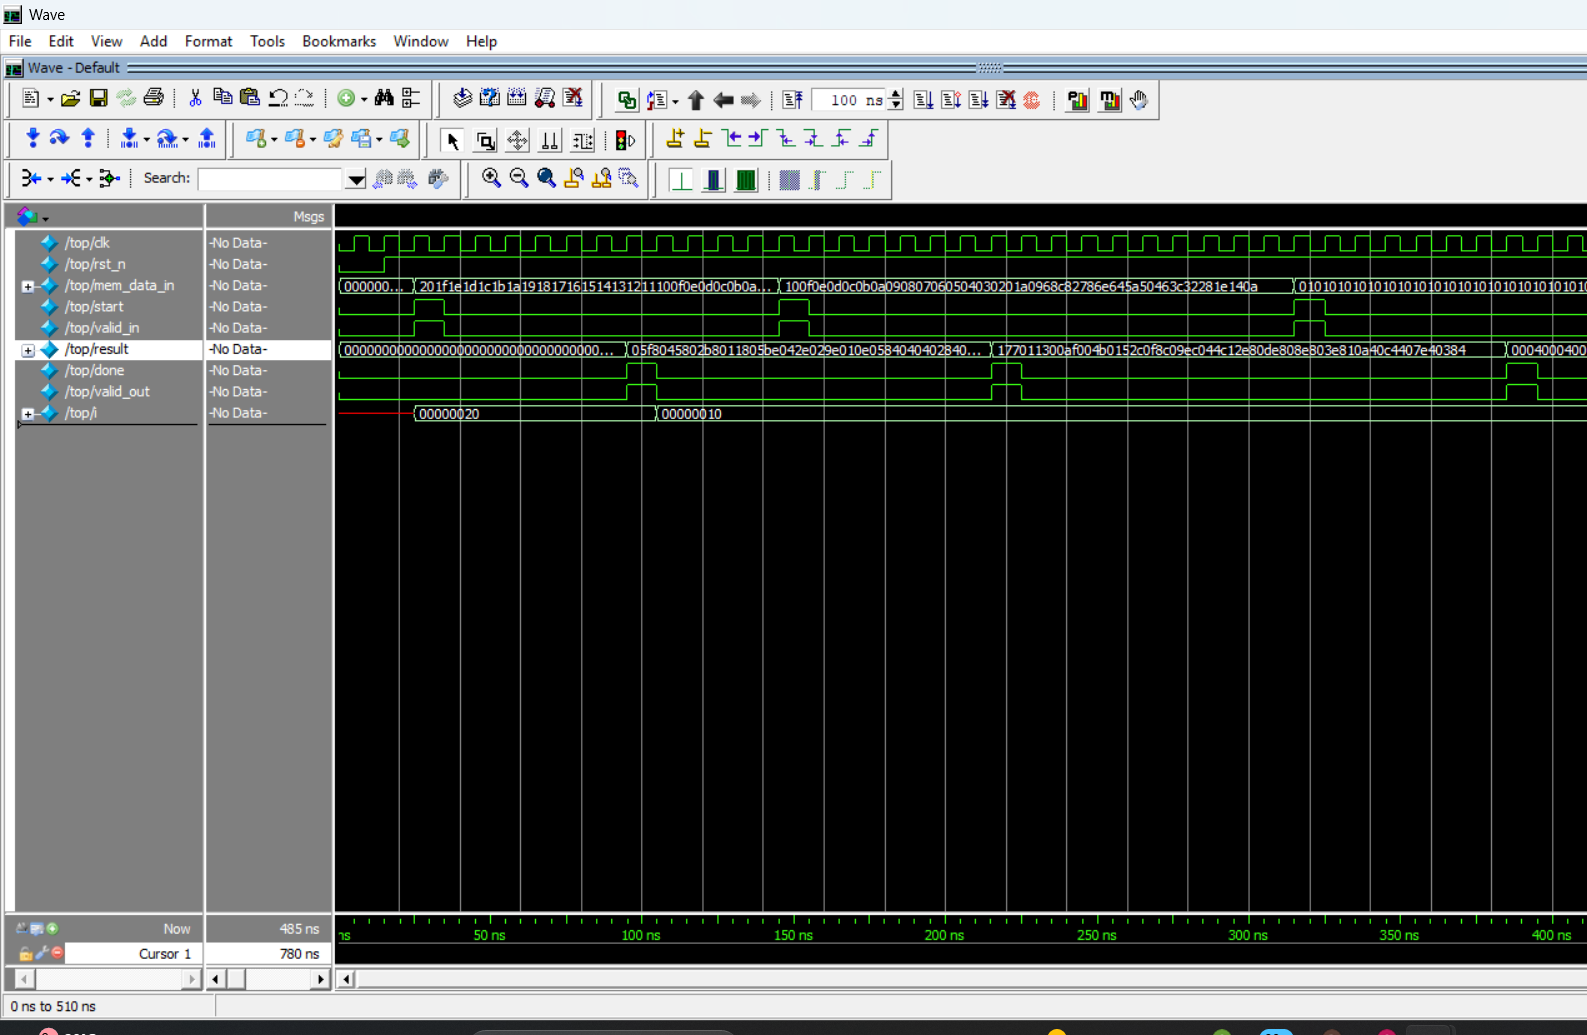 Wave
File Edit View Add Format Tools Bookmarks Window Help
Wave - Default
100 ns
Search:
Msgs
/top/clk -No Data-
/top/rst_n -No Data-
/top/mem_data_in -No Data- 000000... 201f1e1d1c1b1a191817161514131211100f0e0d0c0b0a... 100f0e0d0c0b0a090807060504030201a0968c82786e645a50463c32281e140a 01010101010101010101010101010101010101
/top/start -No Data-
/top/valid_in -No Data-
/top/result -No Data- 05f8045802b8011805be042e029e010e0584040402840... 177011300af004b0152c0f8c09ec044c12e80de808e803e810a40c4407e40384 0004000400
/top/done -No Data-
/top/valid_out -No Data-
/top/i -No Data- 00000020 00000010
Now 485 ns
ns 50 ns 100 ns 150 ns 200 ns 250 ns 300 ns 350 ns 400 ns
Cursor 1 780 ns
0 ns to 510 ns